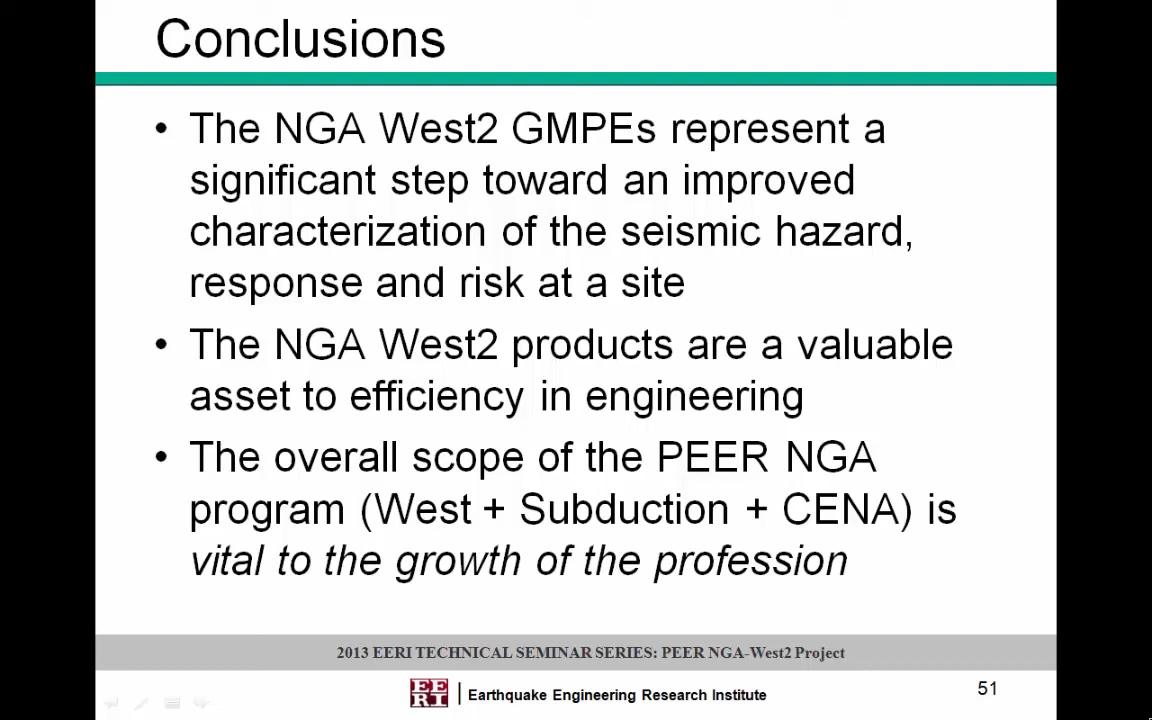 Conclusions
• The NGA West2 GMPEs represent a
significant step toward an improved
characterization of the seismic hazard,
response and risk at a site
• The NGA West2 products are a valuable
asset to efficiency in engineering
• The overall scope of the PEER NGA
program (West + Subduction + CENA) is
vital to the growth of the profession
2013 EERI TECHNICAL SEMINAR SERIES: PEER NGA-West2 Project
EERI | Earthquake Engineering Research Institute
51